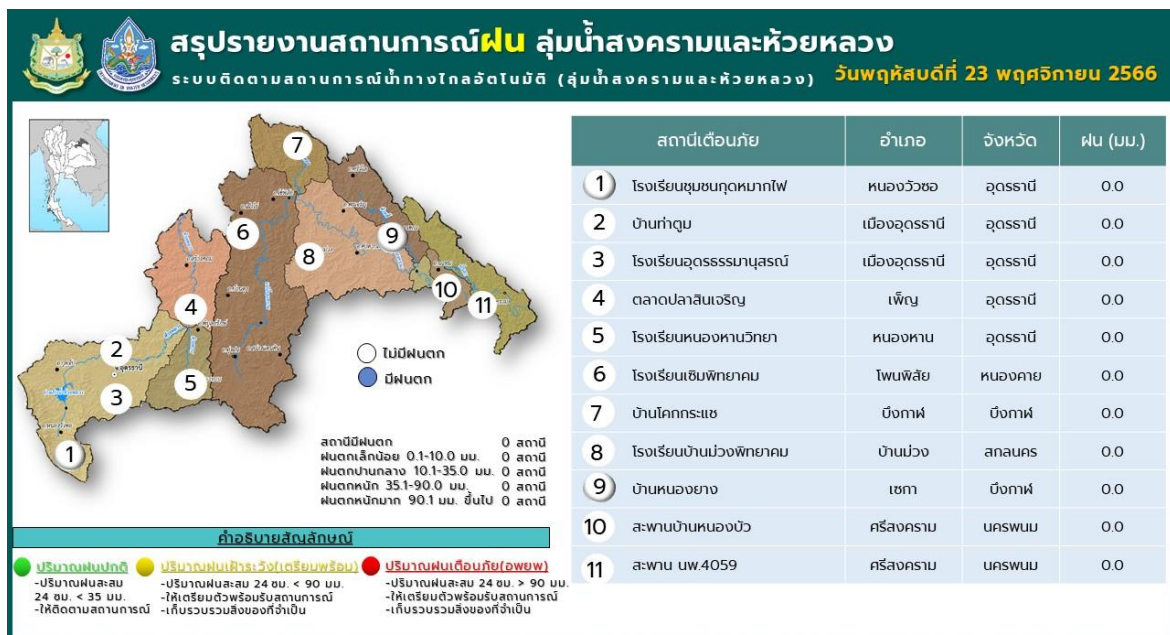 สรุปรายงานสถานการณ์ฝน ลุ่มน้ำสงครามและห้วยหลวง
ระบบติดตามสถานการณ์น้ำทางไกลอัตโนมัติ (ลุ่มน้ำสงครามและห้วยหลวง)
วันพฤหัสบดีที่ 23 พฤศจิกายน 2566
7
6
9
8
10
11
4
2
5
3
1
จ.อุดรธานี
ไม่มีฝนตก
มีฝนตก
สถานีมีฝนตก 0 สถานี
ฝนตกเล็กน้อย 0.1-10.0 มม. 0 สถานี
ฝนตกปานกลาง 10.1-35.0 มม. 0 สถานี
ฝนตกหนัก 35.1-90.0 มม. 0 สถานี
ฝนตกหนักมาก 90.1 มม. ขึ้นไป 0 สถานี
คำอธิบายสัญลักษณ์
ปริมาณฝนปกติ
-ปริมาณฝนสะสม
24 ชม. < 35 มม.
-ให้ติดตามสถานการณ์
ปริมาณฝนเฝ้าระวัง(เตรียมพร้อม)
-ปริมาณฝนสะสม 24 ชม. < 90 มม.
-ให้เตรียมตัวพร้อมรับสถานการณ์
-เก็บรวบรวมสิ่งของที่จำเป็น
ปริมาณฝนเตือนภัย(อพยพ)
-ปริมาณฝนสะสม 24 ชม. > 90 มม.
-ให้เตรียมตัวพร้อมรับสถานการณ์
-เก็บรวบรวมสิ่งของที่จำเป็น
สถานีเตือนภัย อำเภอ จังหวัด ฝน (มม.)
1 โรงเรียนชุมชนกุดหมากไฟ หนองวัวซอ อุดรธานี 0.0
2 บ้านท่าตูม เมืองอุดรธานี อุดรธานี 0.0
3 โรงเรียนอุดรธรรมานุสรณ์ เมืองอุดรธานี อุดรธานี 0.0
4 ตลาดปลาสินเจริญ เพ็ญ อุดรธานี 0.0
5 โรงเรียนหนองหานวิทยา หนองหาน อุดรธานี 0.0
6 โรงเรียนเซิมพิทยาคม โพนพิสัย หนองคาย 0.0
7 บ้านโคกกระแซ บึงกาฬ บึงกาฬ 0.0
8 โรงเรียนบ้านม่วงพิทยาคม บ้านม่วง สกลนคร 0.0
9 บ้านหนองยาง เซกา บึงกาฬ 0.0
10 สะพานบ้านหนองบัว ศรีสงคราม นครพนม 0.0
11 สะพาน นพ.4059 ศรีสงคราม นครพนม 0.0